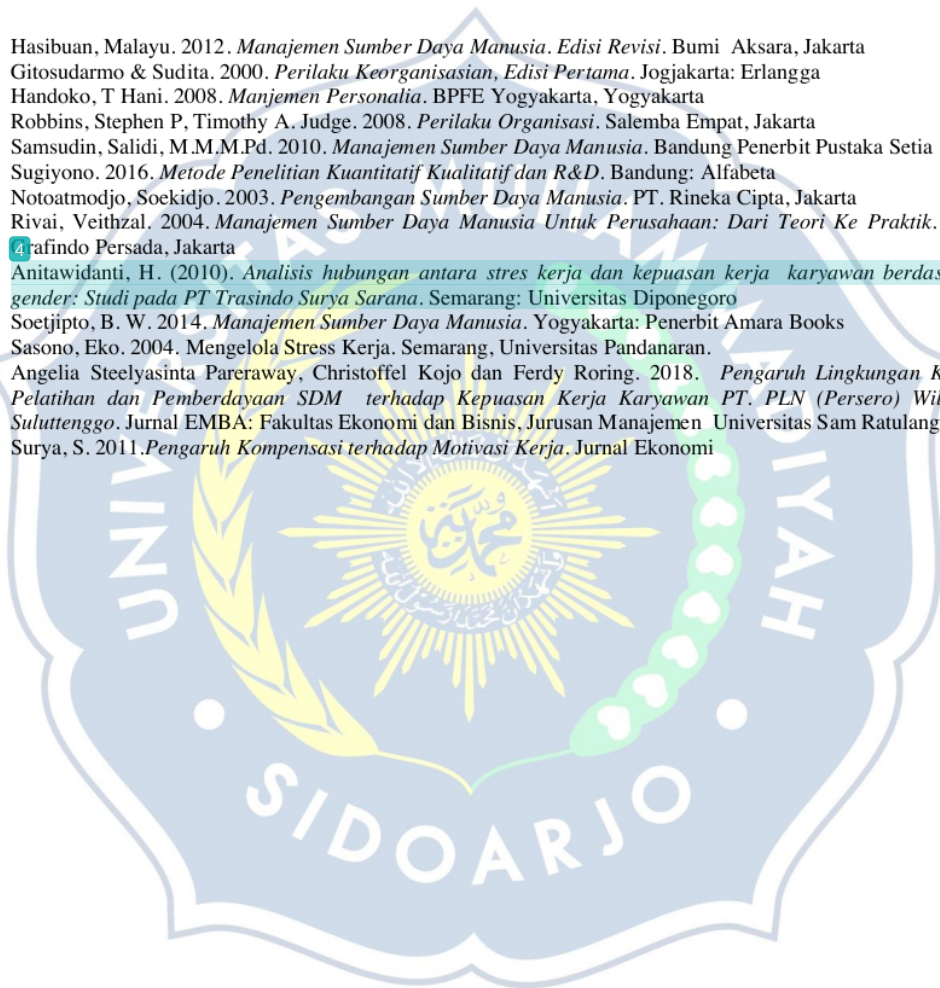 Hasibuan, Malayu. 2012. Manajemen Sumber Daya Manusia. Edisi Revisi. Bumi Aksara, Jakarta
Gitosudarmo & Sudita. 2000. Perilaku Keorganisasian, Edisi Pertama. Jogjakarta: Erlangga
Handoko, T Hani. 2008. Manjemen Personalia. BPFE Yogyakarta, Yogyakarta
Robbins, Stephen P, Timothy A. Judge. 2008. Perilaku Organisasi. Salemba Empat, Jakarta
Samsudin, Salidi, M.M.M.Pd. 2010. Manajemen Sumber Daya Manusia. Bandung Penerbit Pustaka Setia
Sugiyono. 2016. Metode Penelitian Kuantitatif Kualitatif dan R&D. Bandung: Alfabeta
Notoatmodjo, Soekidjo. 2003. Pengembangan Sumber Daya Manusia. PT. Rineka Cipta, Jakarta
Rivai, Veithzal. 2004. Manajemen Sumber Daya Manusia Untuk Perusahaan: Dari Teori Ke Praktik.
4 rafindo Persada, Jakarta
Anitawidanti, H. (2010). Analisis hubungan antara stres kerja dan kepuasan kerja karyawan berdas
gender: Studi pada PT Trasindo Surya Sarana. Semarang: Universitas Diponegoro
Soetjipto, B. W. 2014. Manajemen Sumber Daya Manusia. Yogyakarta: Penerbit Amara Books
Sasono, Eko. 2004. Mengelola Stress Kerja. Semarang, Universitas Pandanaran.
Angelia Steelyasinta Pareraway, Christoffel Kojo dan Ferdy Roring. 2018. Pengaruh Lingkungan K
Pelatihan dan Pemberdayaan SDM terhadap Kepuasan Kerja Karyawan PT. PLN (Persero) Wil
Suluttenggo. Jurnal EMBA: Fakultas Ekonomi dan Bisnis, Jurusan Manajemen Universitas Sam Ratulang
Surya, S. 2011.Pengaruh Kompensasi terhadap Motivasi Kerja. Jurnal Ekonomi
UNIVERSITAS MUHAMMADIYAH
SIDOARJO